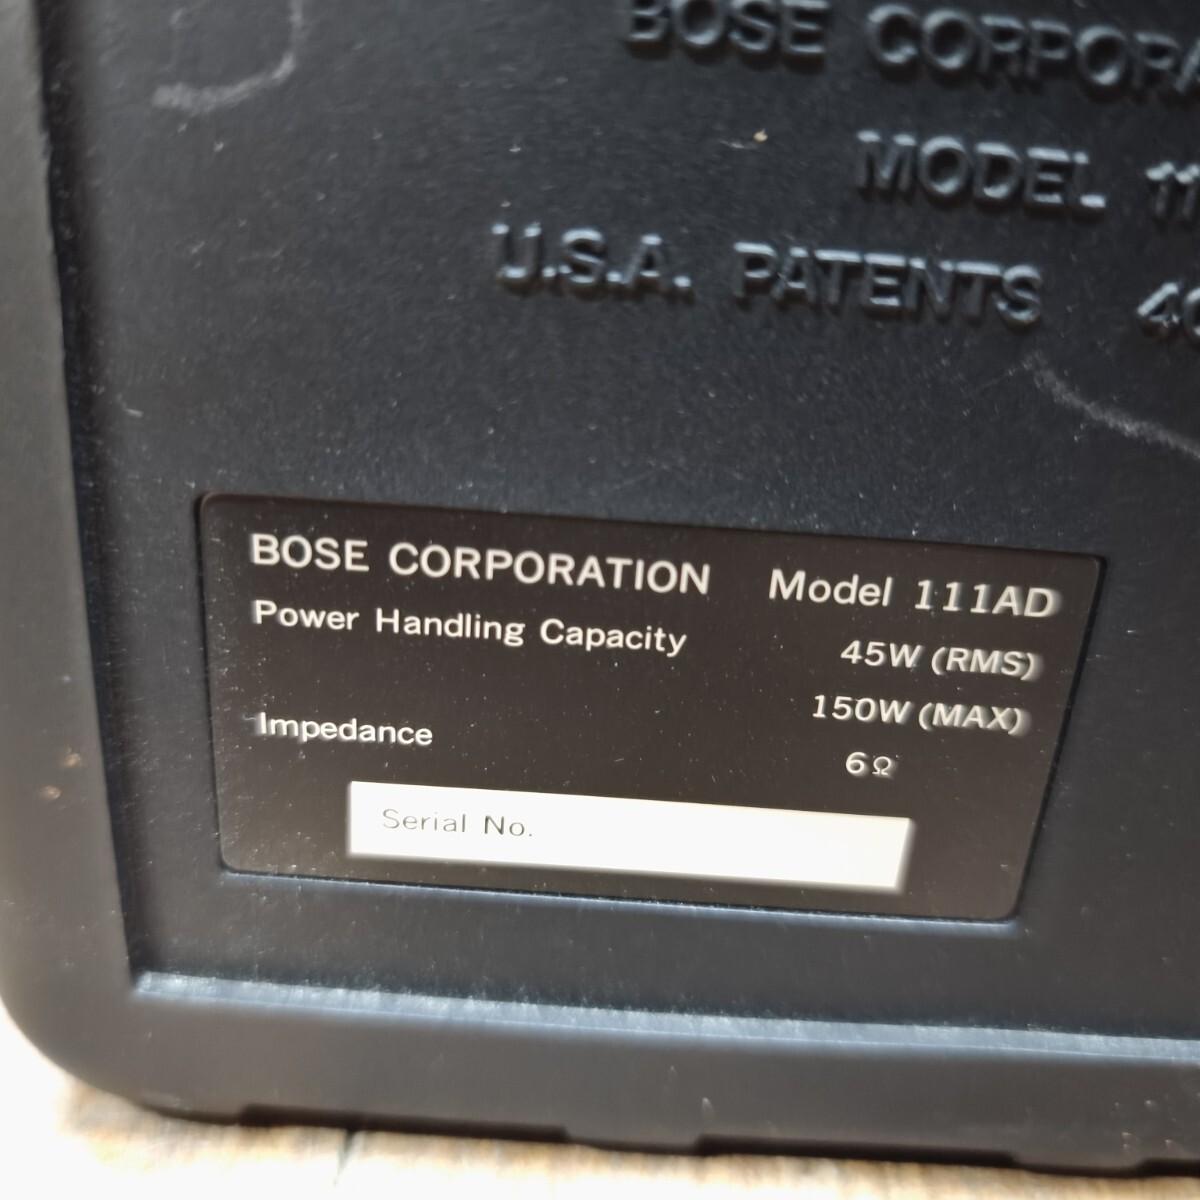 BOSE CORPORA
MODEL 11
U.S.A. PATENTS 40
BOSE CORPORATION Model 111AD
Power Handling Capacity 45W (RMS)
150W (MAX)
Impedance 6Ω
Serial No.